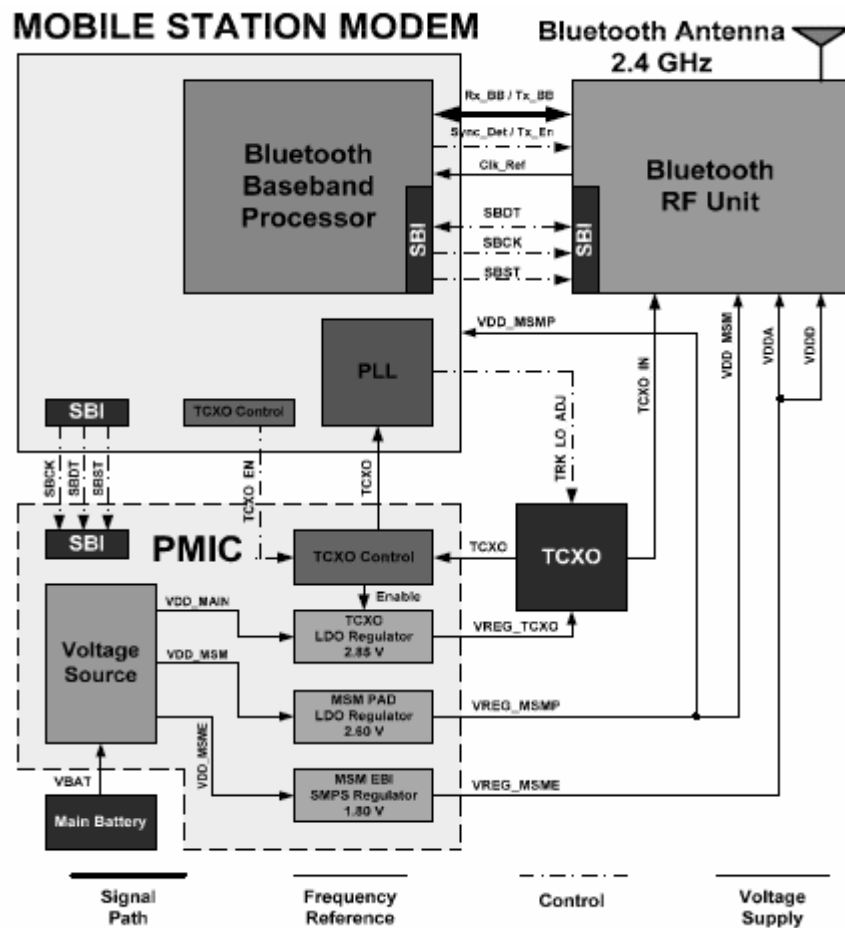 MOBILE STATION MODEM
Bluetooth Antenna
2.4 GHz
Rx_BB / Tx_BB
Sync_Det / Tx_En
Clk_Ref
Bluetooth
Baseband
Processor
SBI
SBDT
SBCK
SBST
SBI
Bluetooth
RF Unit
VDD_MSMP
PLL
TCXO_IN
VDD_MSM
VDDA
VDDD
SBI
TCXO Control
TRK_LO_ADJ
SBCK
SBDT
SBST
TCXO_EN
TCXO
SBI
PMIC
TCXO Control
TCXO
TCXO
Enable
Voltage
Source
VDD_MAIN
TCXO
LDO Regulator
2.85 V
VREG_TCXO
VDD_MSM
MSM PAD
LDO Regulator
2.60 V
VREG_MSMP
VDD_MSME
MSM EBI
SMPS Regulator
1.80 V
VREG_MSME
VBAT
Main Battery
Signal
Path
Frequency
Reference
Control
Voltage
Supply